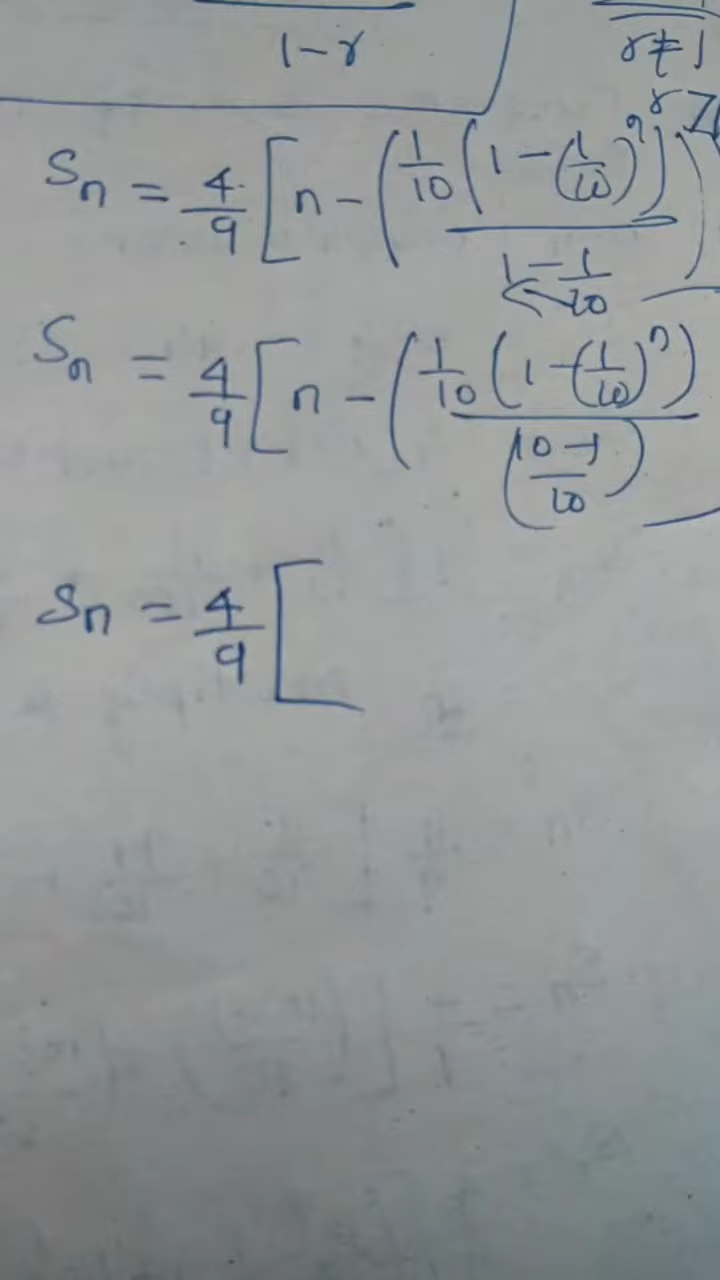 1-r r≠1
Sn = 4/9 [n - (1/10 (1 - (1/10)^n) / 1 - 1/10)
Sn = 4/9 [n - (1/10 (1 - (1/10)^n) / (10-1/10)
Sn = 4/9 [